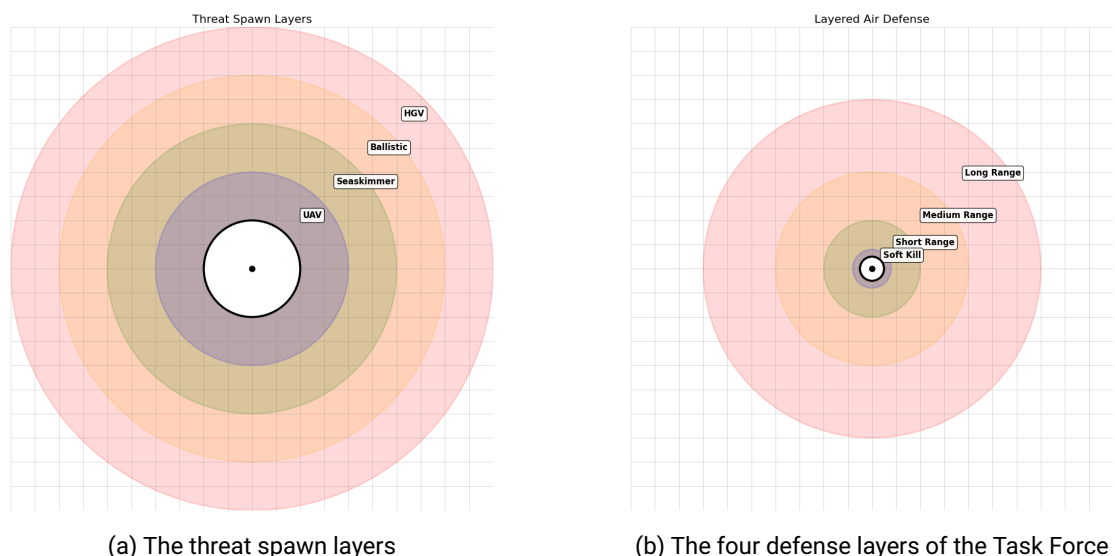 Threat Spawn Layers
HGV
Ballistic
Seaskimmer
UAV
(a) The threat spawn layers
Layered Air Defense
Long Range
Medium Range
Short Range
Soft Kill
(b) The four defense layers of the Task Force